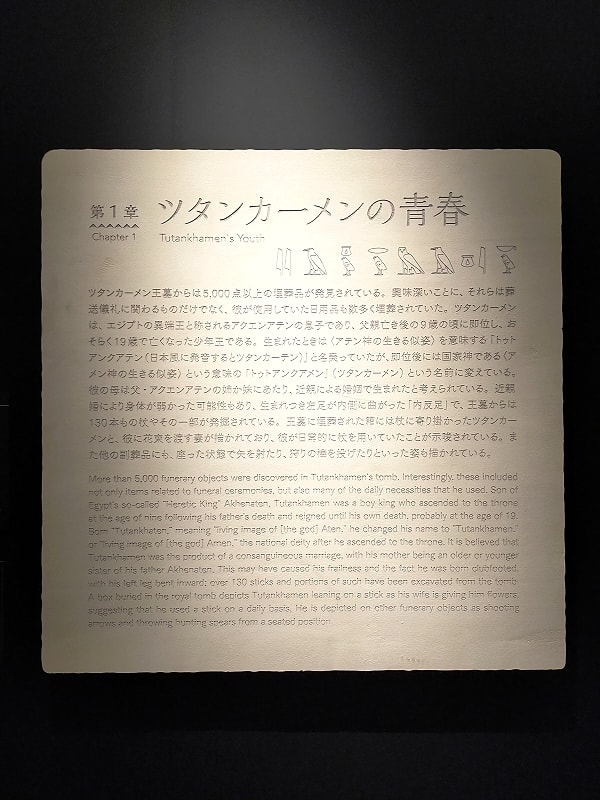 第1章 ツタンカーメンの青春
Chapter 1 Tutankhamen's Youth
ツタンカーメン王墓からは5,000点以上の埋葬品が発見されている。興味深いことに、それらは葬
送儀礼に関わるものだけでなく、彼が使用していた日用品も数多く埋葬されていた。ツタンカーメン
は、エジプトの異端王と称されるアクエンアテンの息子であり、父親亡き後の9歳の頃に即位し、お
そらく19歳で亡くなった少年王である。生まれたときは〈アテン神の生きる似姿〉を意味する「トゥト
アンクアテン（日本風に発音するとツタンカーテン）」と名乗っていたが、即位後には国家神である〈ア
メン神の生きる似姿〉という意味の「トゥトアンクアメン」（ツタンカーメン）という名前に変えている。
彼の母は父・アクエンアテンの姉か妹にあたり、近親による婚姻で生まれたと考えられている。近親
婚により身体が弱かった可能性もあり、生まれつき左足が内側に曲がった「内反足」で、王墓からは
130本もの杖やその一部が発掘されている。王墓に埋葬された箱には杖に寄り掛かったツタンカー
メンと、彼に花束を渡す妻が描かれており、彼が日常的に杖を用いていたことが示唆されている。ま
た他の副葬品にも、座った状態で矢を射たり、狩りの槍を投げたりといった姿も描かれている。
More than 5,000 funerary objects were discovered in Tutankhamen's tomb. Interestingly, these included
not only items related to funeral ceremonies, but also many of the daily necessities that he used. Son of
Egypt's so-called "Heretic King" Akhenaten, Tutankhamen was a boy king who ascended to the throne
at the age of nine following his father's death and reigned until his own death, probably at the age of 19.
Born "Tutankhaten," meaning "living image of [the god] Aten," he changed his name to "Tutankhamen,"
or "living image of [the god] Amen," the national deity after he ascended to the throne. It is believed that
Tutankhamen was the product of a consanguineous marriage, with his mother being an older or younger
sister of his father Akhenaten. This may have caused his frailness and the fact he was born clubfooted,
with his left leg bent inward; over 130 sticks and portions of such have been excavated from the tomb.
A box buried in the royal tomb depicts Tutankhamen leaning on a stick as his wife is giving him flowers,
suggesting that he used a stick on a daily basis. He is depicted on other funerary objects as shooting
arrows and throwing hunting spears from a seated position.